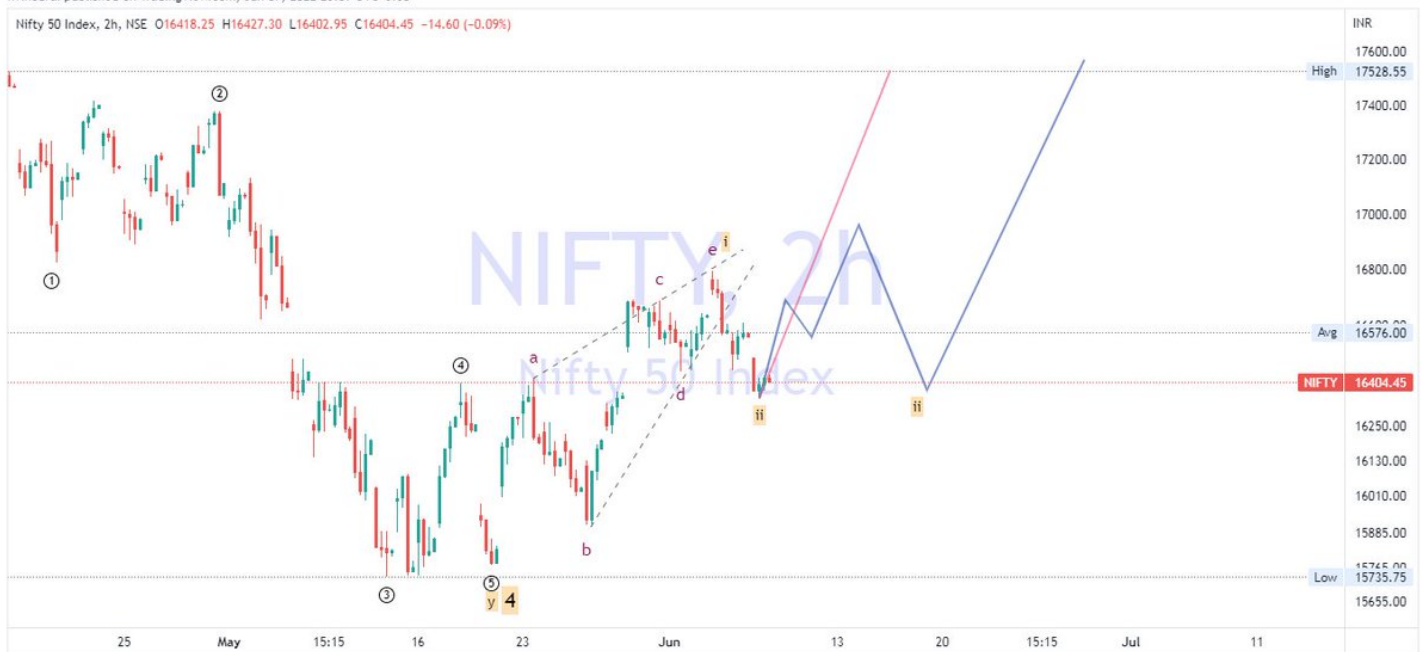 Nifty 50 Index, 2h, NSE O16418.25 H16427.30 L16402.95 C16404.45 −14.60 (−0.09%)
INR
17600.00
High 17528.55
②
17400.00
17200.00
17000.00
①
NIFTY, 2h
e i
16800.00
c
Avg 16576.00
a
④
Nifty 50 Index
NIFTY 16404.45
d
ii
ii
16250.00
16130.00
16010.00
15885.00
b
③
⑤
Low 15735.75
y 4
15655.00
25 May 15:15 16 23 Jun 13 20 15:15 Jul 11